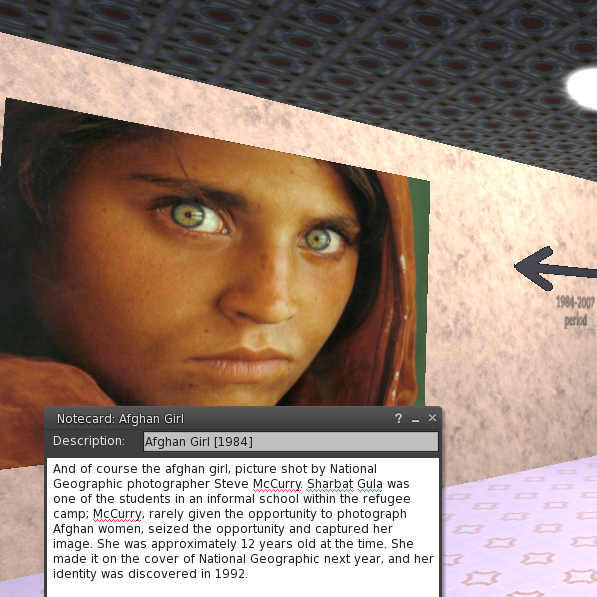 1984-200?
period
Notecard: Afghan Girl
? _ ×
Description:
Afghan Girl [1984]
And of course the afghan girl, picture shot by National
Geographic photographer Steve McCurry. Sharbat Gula was
one of the students in an informal school within the refugee
camp; McCurry, rarely given the opportunity to photograph
Afghan women, seized the opportunity and captured her
image. She was approximately 12 years old at the time. She
made it on the cover of National Geographic next year, and her
identity was discovered in 1992.